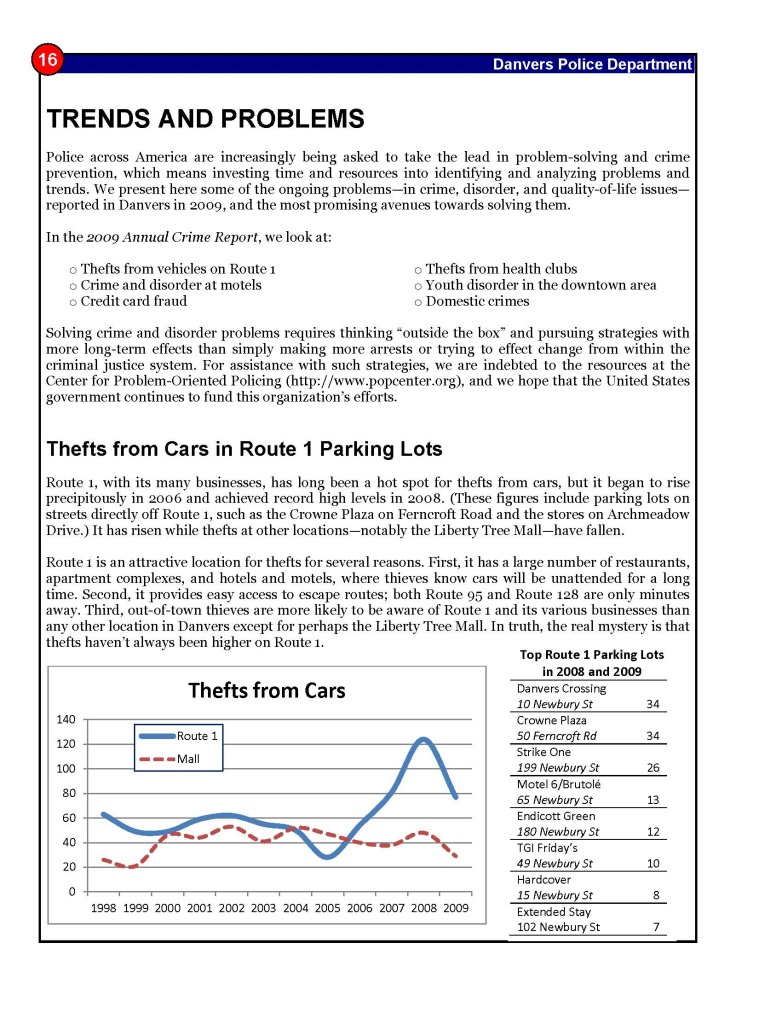 16
Danvers Police Department
TRENDS AND PROBLEMS
Police across America are increasingly being asked to take the lead in problem-solving and crime
prevention, which means investing time and resources into identifying and analyzing problems and
trends. We present here some of the ongoing problems—in crime, disorder, and quality-of-life issues—
reported in Danvers in 2009, and the most promising avenues towards solving them.
In the 2009 Annual Crime Report, we look at:
o Thefts from vehicles on Route 1
o Crime and disorder at motels
o Credit card fraud
o Thefts from health clubs
o Youth disorder in the downtown area
o Domestic crimes
Solving crime and disorder problems requires thinking “outside the box” and pursuing strategies with
more long-term effects than simply making more arrests or trying to effect change from within the
criminal justice system. For assistance with such strategies, we are indebted to the resources at the
Center for Problem-Oriented Policing (http://www.popcenter.org), and we hope that the United States
government continues to fund this organization’s efforts.
Thefts from Cars in Route 1 Parking Lots
Route 1, with its many businesses, has long been a hot spot for thefts from cars, but it began to rise
precipitously in 2006 and achieved record high levels in 2008. (These figures include parking lots on
streets directly off Route 1, such as the Crowne Plaza on Ferncroft Road and the stores on Archmeadow
Drive.) It has risen while thefts at other locations—notably the Liberty Tree Mall—have fallen.
Route 1 is an attractive location for thefts for several reasons. First, it has a large number of restaurants,
apartment complexes, and hotels and motels, where thieves know cars will be unattended for a long
time. Second, it provides easy access to escape routes; both Route 95 and Route 128 are only minutes
away. Third, out-of-town thieves are more likely to be aware of Route 1 and its various businesses than
any other location in Danvers except for perhaps the Liberty Tree Mall. In truth, the real mystery is that
thefts haven’t always been higher on Route 1.
Thefts from Cars
140
120
100
80
60
40
20
0
Route 1
Mall
1998 1999 2000 2001 2002 2003 2004 2005 2006 2007 2008 2009
Top Route 1 Parking Lots
in 2008 and 2009
Danvers Crossing
10 Newbury St 34
Crowne Plaza
50 Ferncroft Rd 34
Strike One
199 Newbury St 26
Motel 6/Brutolé
65 Newbury St 13
Endicott Green
180 Newbury St 12
TGI Friday’s
49 Newbury St 10
Hardcover
15 Newbury St 8
Extended Stay
102 Newbury St 7